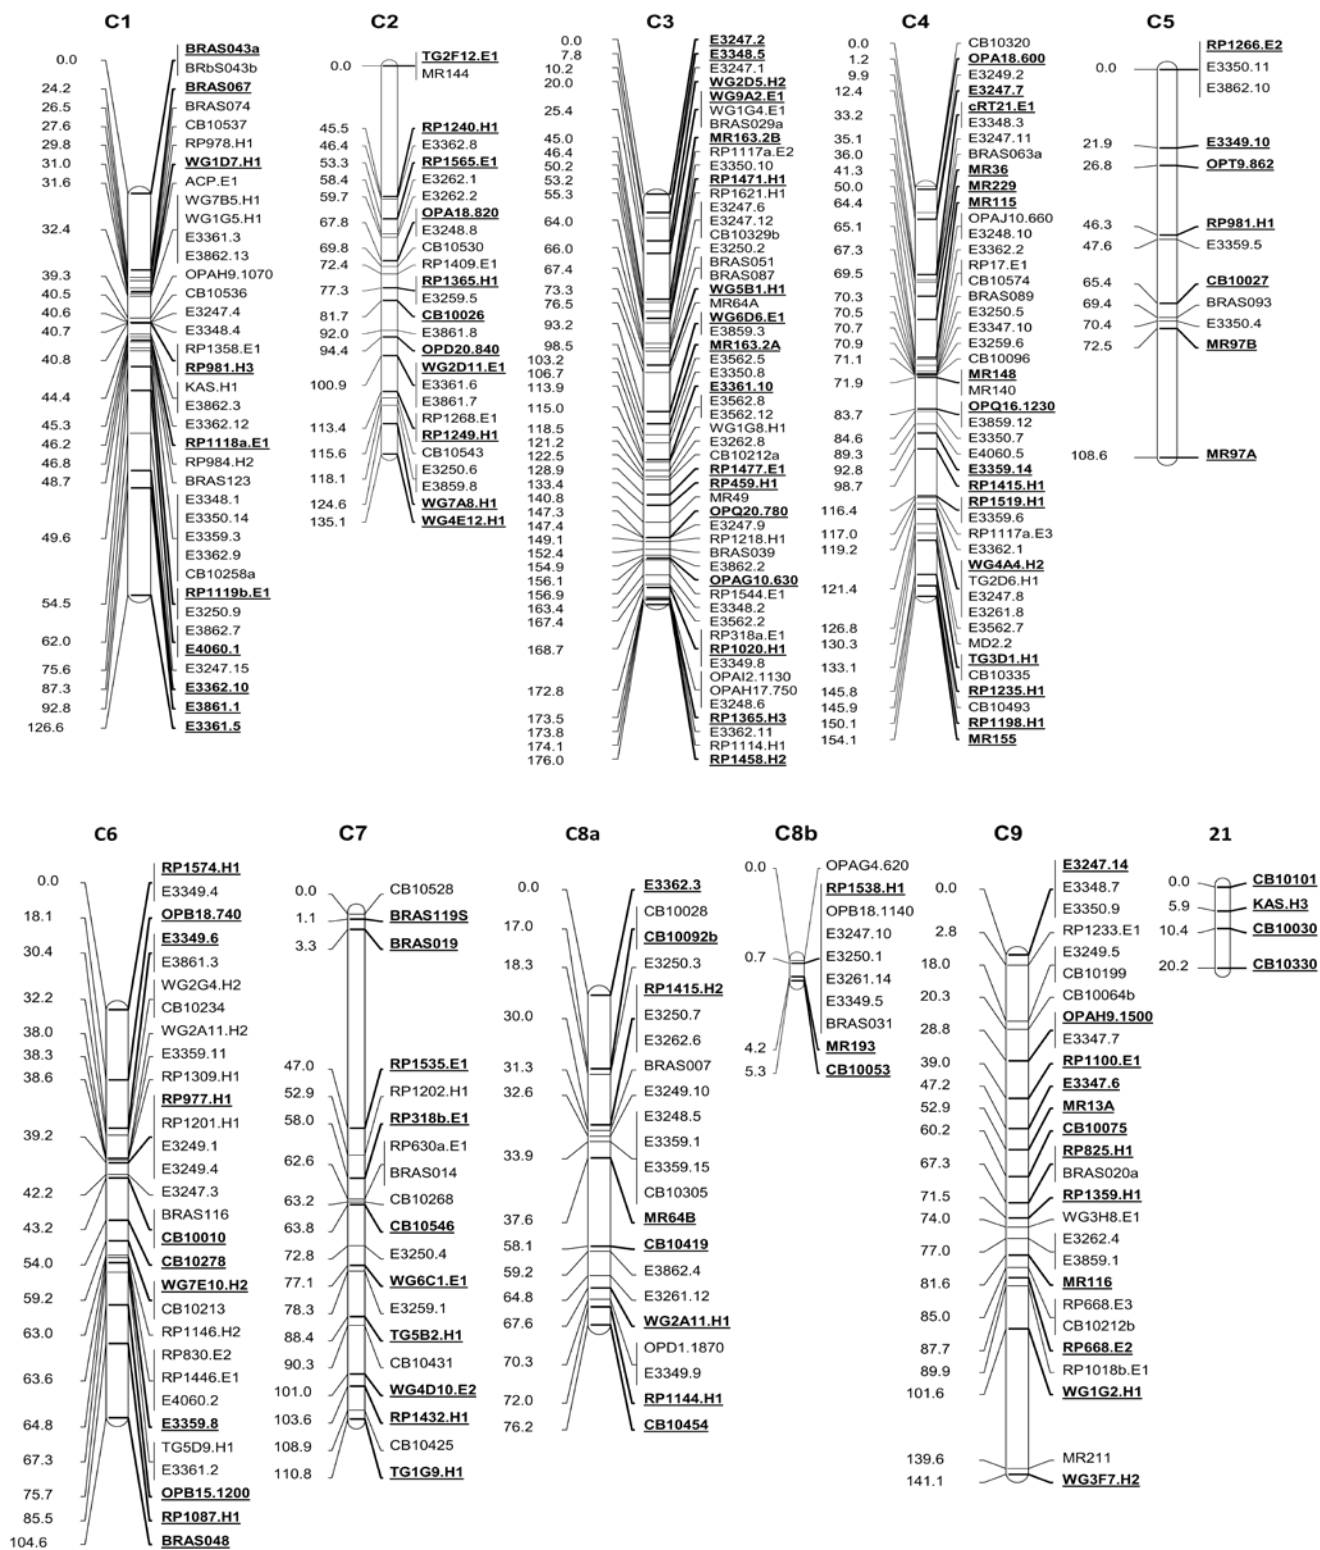 C1
0.0
24.2
26.5
27.6
29.8
31.0
31.6
32.4
39.3
40.5
40.6
40.7
40.8
44.4
45.3
46.2
46.8
48.7
49.6
54.5
62.0
75.6
87.3
92.8
126.6
BRAS043a
BRbS043b
BRAS067
BRAS074
CB10537
RP978.H1
WG1D7.H1
ACP.E1
WG7B5.H1
WG1G5.H1
E3361.3
E3862.13
OPAH9.1070
CB10536
E3247.4
E3348.4
RP1358.E1
RP981.H3
KAS.H1
E3862.3
E3362.12
RP1118a.E1
RP984.H2
BRAS123
E3348.1
E3350.14
E3359.3
E3362.9
CB10258a
RP1119b.E1
E3250.9
E3862.7
E4060.1
E3247.15
E3362.10
E3861.1
E3361.5
C2
0.0
45.5
46.4
53.3
58.4
59.7
67.8
69.8
72.4
77.3
81.7
92.0
94.4
100.9
113.4
115.6
118.1
124.6
135.1
TG2F12.E1
MR144
RP1240.H1
E3362.8
RP1565.E1
E3262.1
E3262.2
OPA18.820
E3248.8
CB10530
RP1409.E1
RP1365.H1
E3259.5
CB10026
E3861.8
OPD20.840
WG2D11.E1
E3361.6
E3861.7
RP1268.E1
RP1249.H1
CB10543
E3250.6
E3859.8
WG7A8.H1
WG4E12.H1
C3
0.0
7.8
10.2
20.0
25.4
45.0
46.4
50.2
53.2
55.3
64.0
66.0
67.4
73.3
76.5
93.2
98.5
103.2
106.7
113.9
115.0
118.5
121.2
122.5
128.9
133.4
140.8
147.3
147.4
149.1
152.4
154.9
156.1
156.9
163.4
167.4
168.7
172.8
173.5
173.8
174.1
176.0
E3247.2
E3348.5
E3247.1
WG2D5.H2
WG9A2.E1
WG1G4.E1
BRAS029a
MR163.2B
RP1117a.E2
E3350.10
RP1471.H1
RP1621.H1
E3247.6
E3247.12
CB10329b
E3250.2
BRAS051
BRAS087
WG5B1.H1
MR64A
WG6D6.E1
E3859.3
MR163.2A
E3562.5
E3350.8
E3361.10
E3562.8
E3562.12
WG1G8.H1
E3262.8
CB10212a
RP1477.E1
RP459.H1
MR49
OPQ20.780
E3247.9
RP1218.H1
BRAS039
E3862.2
OPAG10.630
RP1544.E1
E3348.2
E3562.2
RP318a.E1
RP1020.H1
E3349.8
OPAI2.1130
OPAH17.750
E3248.6
RP1365.H3
E3362.11
RP1114.H1
RP1458.H2
C4
0.0
1.2
9.9
12.4
33.2
35.1
36.0
41.3
50.0
64.4
65.1
67.3
69.5
70.3
70.5
70.7
70.9
71.1
71.9
83.7
84.6
89.3
92.8
98.7
116.4
117.0
119.2
121.4
126.8
130.3
133.1
145.8
145.9
150.1
154.1
CB10320
OPA18.600
E3249.2
E3247.7
cRT21.E1
E3348.3
E3247.11
BRAS063a
MR36
MR229
MR115
OPAJ10.660
E3248.10
E3362.2
RP17.E1
CB10574
BRAS089
E3250.5
E3347.10
E3259.6
CB10096
MR148
MR140
OPQ16.1230
E3859.12
E3350.7
E4060.5
E3359.14
RP1415.H1
RP1519.H1
E3359.6
RP1117a.E3
E3362.1
WG4A4.H2
TG2D6.H1
E3247.8
E3261.8
E3562.7
MD2.2
TG3D1.H1
CB10335
RP1235.H1
CB10493
RP1198.H1
MR155
C5
0.0
21.9
26.8
46.3
47.6
65.4
69.4
70.4
72.5
108.6
RP1266.E2
E3350.11
E3862.10
E3349.10
OPT9.862
RP981.H1
E3359.5
CB10027
BRAS093
E3350.4
MR97B
MR97A
C6
0.0
18.1
30.4
32.2
38.0
38.3
38.6
39.2
42.2
43.2
54.0
59.2
63.0
63.6
64.8
67.3
75.7
85.5
104.6
RP1574.H1
E3349.4
OPB18.740
E3349.6
E3861.3
WG2G4.H2
CB10234
WG2A11.H2
E3359.11
RP1309.H1
RP977.H1
RP1201.H1
E3249.1
E3249.4
E3247.3
BRAS116
CB10010
CB10278
WG7E10.H2
CB10213
RP1146.H2
RP830.E2
RP1446.E1
E4060.2
E3359.8
TG5D9.H1
E3361.2
OPB15.1200
RP1087.H1
BRAS048
C7
0.0
1.1
3.3
47.0
52.9
58.0
62.6
63.2
63.8
72.8
77.1
78.3
88.4
90.3
101.0
103.6
108.9
110.8
CB10528
BRAS119S
BRAS019
RP1535.E1
RP1202.H1
RP318b.E1
RP630a.E1
BRAS014
CB10268
CB10546
E3250.4
WG6C1.E1
E3259.1
TG5B2.H1
CB10431
WG4D10.E2
RP1432.H1
CB10425
TG1G9.H1
C8a
0.0
17.0
18.3
30.0
31.3
32.6
33.9
37.6
58.1
59.2
64.8
67.6
70.3
72.0
76.2
E3362.3
CB10028
CB10092b
E3250.3
RP1415.H2
E3250.7
E3262.6
BRAS007
E3249.10
E3248.5
E3359.1
E3359.15
CB10305
MR64B
CB10419
E3862.4
E3261.12
WG2A11.H1
OPD1.1870
E3349.9
RP1144.H1
CB10454
C8b
0.0
0.7
4.2
5.3
OPAG4.620
RP1538.H1
OPB18.1140
E3247.10
E3250.1
E3261.14
E3349.5
BRAS031
MR193
CB10053
C9
0.0
2.8
18.0
20.3
28.8
39.0
47.2
52.9
60.2
67.3
71.5
74.0
77.0
81.6
85.0
87.7
89.9
101.6
139.6
141.1
E3247.14
E3348.7
E3350.9
RP1233.E1
E3249.5
CB10199
CB10064b
OPAH9.1500
E3347.7
RP1100.E1
E3347.6
MR13A
CB10075
RP825.H1
BRAS020a
RP1359.H1
WG3H8.E1
E3262.4
E3859.1
MR116
RP668.E3
CB10212b
RP668.E2
RP1018b.E1
WG1G2.H1
MR211
WG3F7.H2
21
0.0
5.9
10.4
20.2
CB10101
KAS.H3
CB10030
CB10330